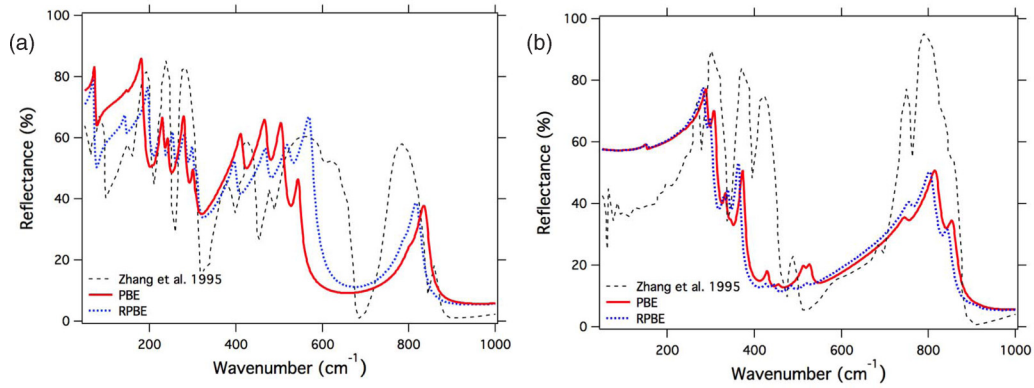 (a)
Reflectance (%)
100
80
60
40
20
0
Zhang et al. 1995
PBE
RPBE
200
400
600
800
1000
Wavenumber (cm⁻¹)
(b)
Reflectance (%)
100
80
60
40
20
0
Zhang et al. 1995
PBE
RPBE
200
400
600
800
1000
Wavenumber (cm⁻¹)